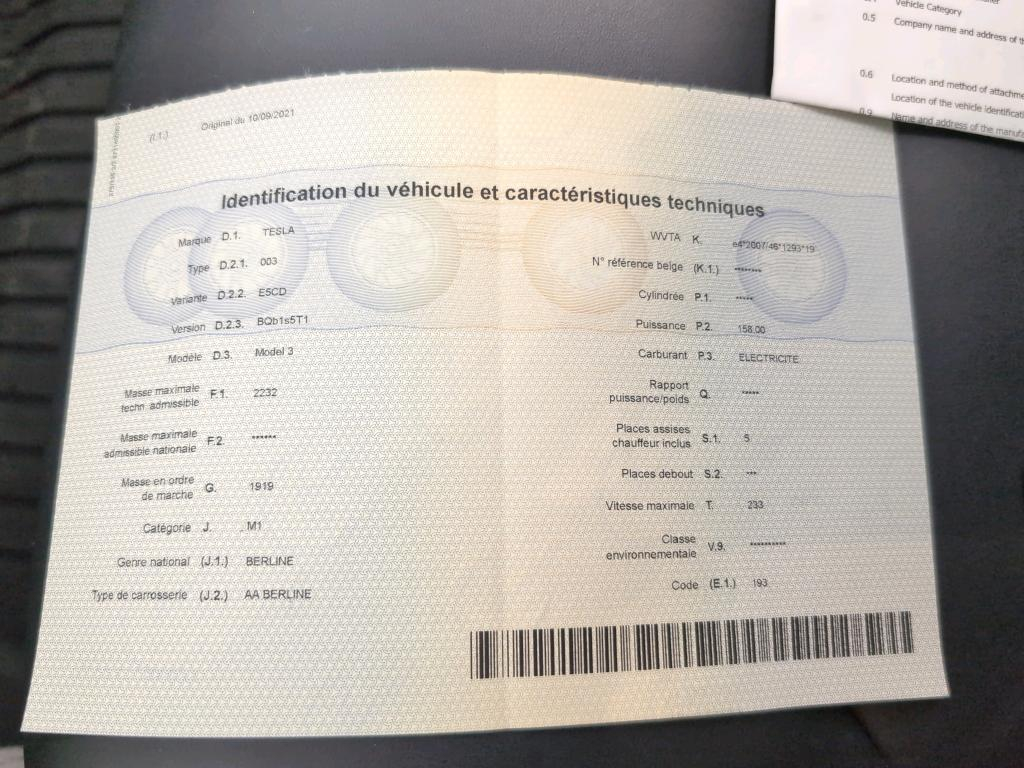 Vehicle Category
0.5 Company name and address of th
0.6 Location and method of attachme
Location of the vehicle identificati
0.9 Name and address of the manufa
(I.1.) Original du 10/09/2021
Identification du véhicule et caractéristiques techniques
Marque D.1. TESLA
Type D.2.1. 003
Variante D.2.2. E5CD
Version D.2.3. BQb1s5T1
Modèle D.3. Model 3
Masse maximale
techn. admissible F.1. 2232
Masse maximale
admissible nationale F.2. ******
Masse en ordre
de marche G. 1919
Catégorie J. M1
Genre national (J.1.) BERLINE
Type de carrosserie (J.2.) AA BERLINE
WVTA K. e4*2007/46*1293*19
N° référence belge (K.1.) ********
Cylindrée P.1. *****
Puissance P.2. 158.00
Carburant P.3. ELECTRICITE
Rapport
puissance/poids Q. *****
Places assises
chauffeur inclus S.1. 5
Places debout S.2. ***
Vitesse maximale T. 233
Classe
environnementale V.9. **********
Code (E.1.) 193